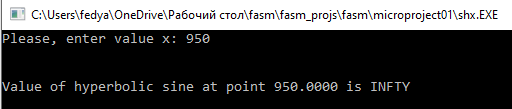 C:\Users\fedya\OneDrive\Рабочий стол\fasm\fasm_projs\fasm\microproject01\shx.EXE
Please, enter value x: 950
Value of hyperbolic sine at point 950.0000 is INFTY